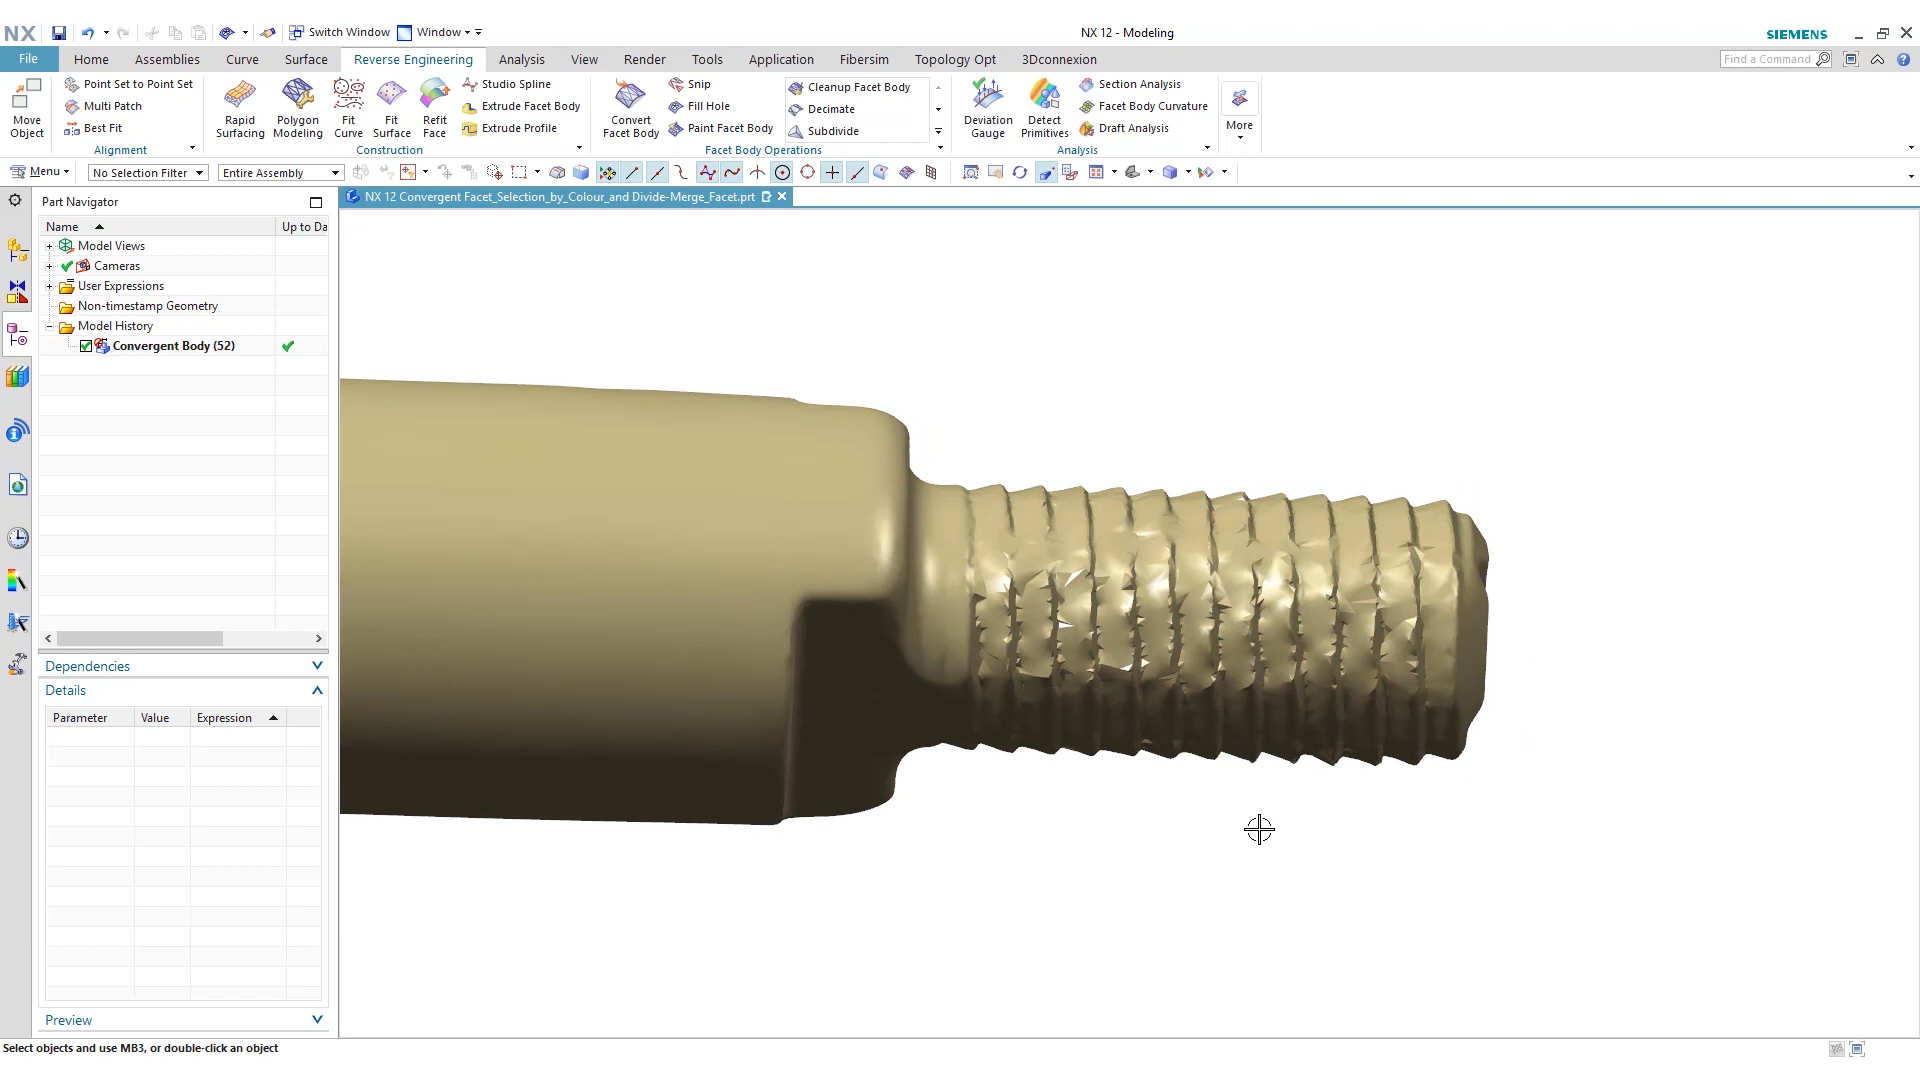 NX
Switch Window
Window
NX 12 - Modeling
SIEMENS
File
Home
Assemblies
Curve
Surface
Reverse Engineering
Analysis
View
Render
Tools
Application
Fibersim
Topology Opt
3Dconnexion
Find a Command
Move
Object
Point Set to Point Set
Multi Patch
Best Fit
Alignment
Rapid
Surfacing
Polygon
Modeling
Fit
Curve
Fit
Surface
Refit
Face
Studio Spline
Extrude Facet Body
Extrude Profile
Construction
Convert
Facet Body
Snip
Fill Hole
Paint Facet Body
Cleanup Facet Body
Decimate
Subdivide
Facet Body Operations
Deviation
Gauge
Detect
Primitives
Section Analysis
Facet Body Curvature
Draft Analysis
Analysis
More
Menu
No Selection Filter
Entire Assembly
Part Navigator
NX 12 Convergent Facet_Selection_by_Colour_and Divide-Merge_Facet.prt
Name
Up to Da
Model Views
Cameras
User Expressions
Non-timestamp Geometry
Model History
Convergent Body (52)
Dependencies
Details
Parameter
Value
Expression
Preview
Select objects and use MB3, or double-click an object